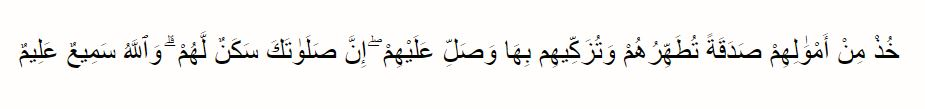 خُذْ مِنْ أَمْوَٰلِهِمْ صَدَقَةً تُطَهِّرُهُمْ وَتُزَكِّيهِم بِهَا وَصَلِّ عَلَيْهِمْ ۖ إِنَّ صَلَوٰتَكَ سَكَنٌ لَّهُمْ ۗ وَٱللَّهُ سَمِيعٌ عَلِيمٌ